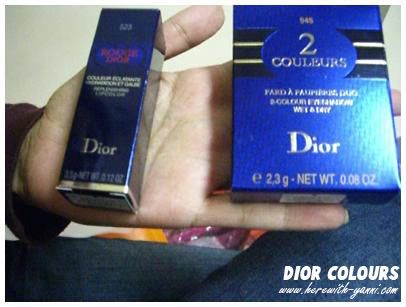 523
ROUGE
DIOR
COULEUR ÉCLATANTE
HYDRATATION ET GALBE
REPLENISHING
LIPCOLOR
Dior
3,5g - NET WT. 0.12 OZ.
545
2
COULEURS
FARD À PAUPIÈRES DUO
2-COLOUR EYESHADOW
WET & DRY
Dior
e 2,3 g - NET WT. 0.08 OZ.
DIOR COLOURS
www.herewith-yanni.com